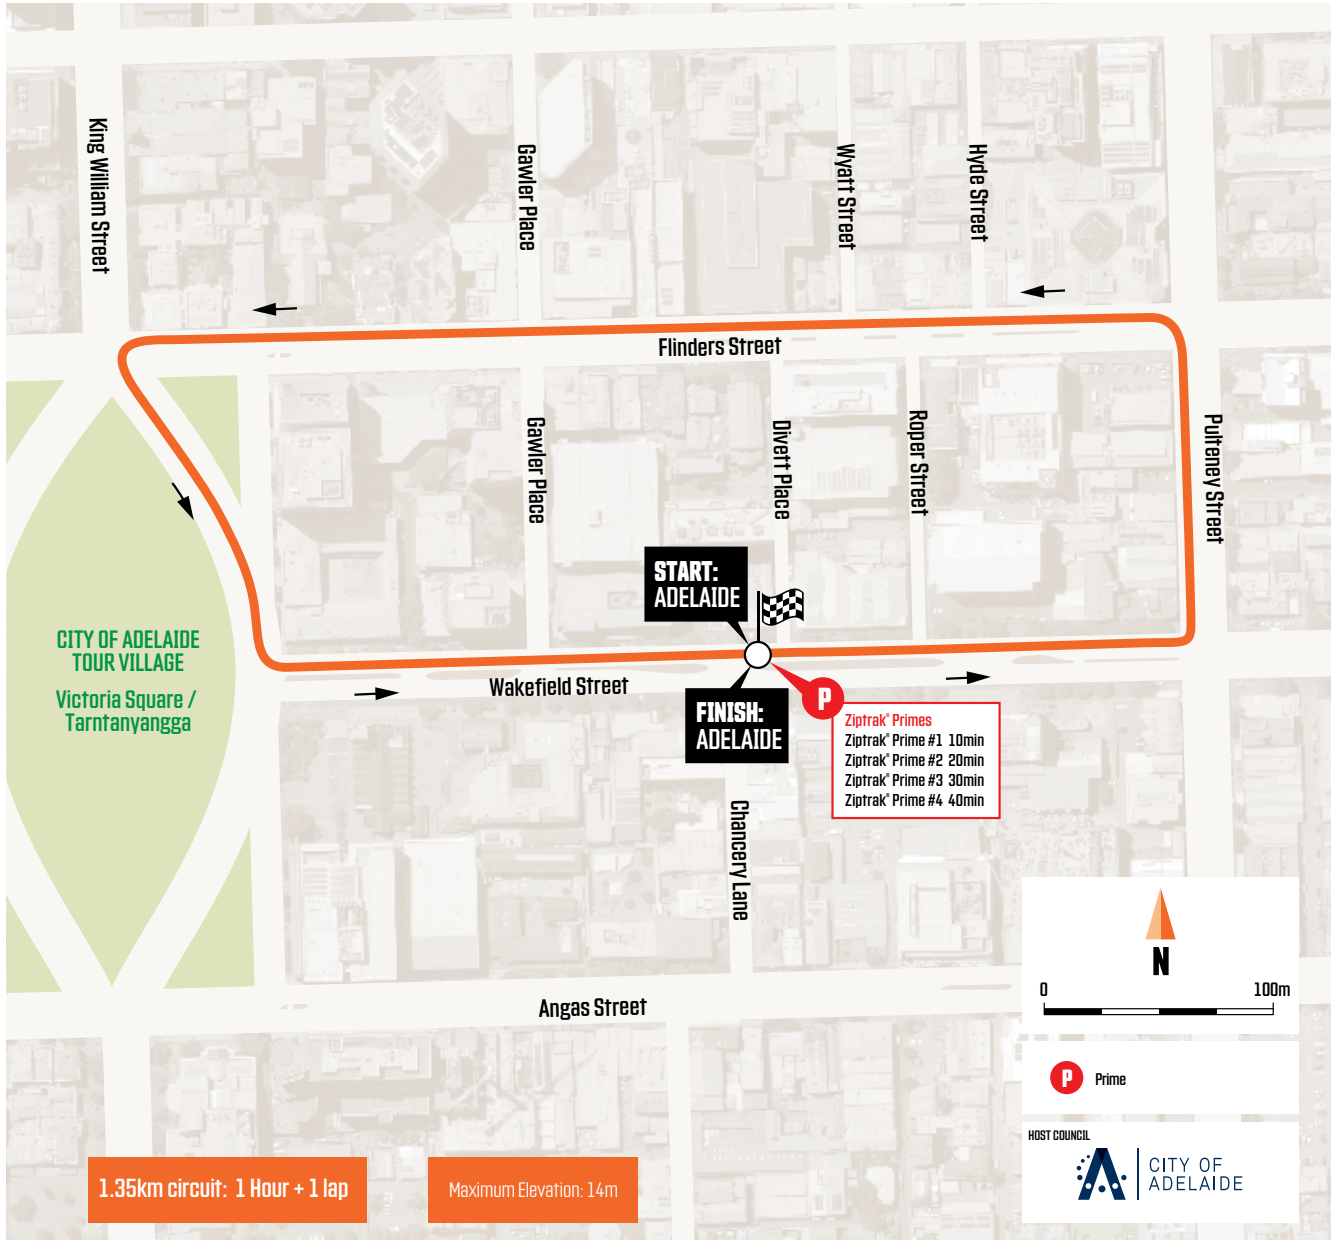 King William Street
Gawler Place
Wyatt Street
Hyde Street
Flinders Street
Gawler Place
Divett Place
Roper Street
Pulteney Street
START:
ADELAIDE
CITY OF ADELAIDE
TOUR VILLAGE
Victoria Square /
Tarntanyangga
Wakefield Street
FINISH:
ADELAIDE
P
Ziptrak® Primes
Ziptrak® Prime #1 10min
Ziptrak® Prime #2 20min
Ziptrak® Prime #3 30min
Ziptrak® Prime #4 40min
Chancery Lane
Angas Street
N
0 100m
P Prime
HOST COUNCIL
CITY OF
ADELAIDE
1.35km circuit: 1 Hour + 1 lap
Maximum Elevation: 14m